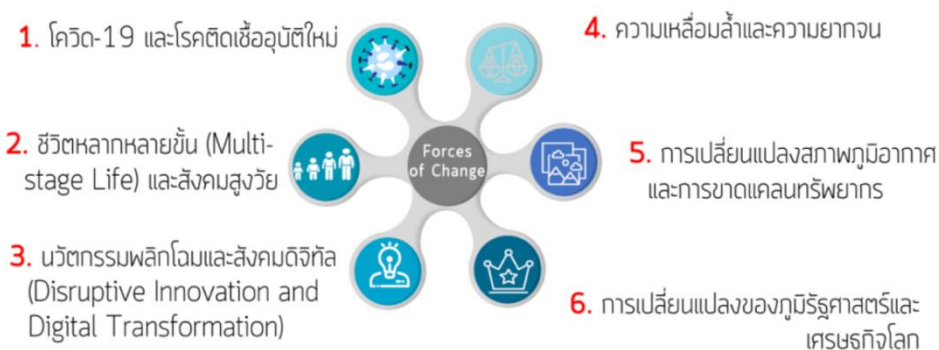 1. โควิด-19 และโรคติดเชื้ออุบัติใหม่
2. ชีวิตหลากหลายขั้น (Multi-
stage Life) และสังคมสูงวัย
3. นวัตกรรมพลิกโฉมและสังคมดิจิทัล
(Disruptive Innovation and
Digital Transformation)
Forces
of Change
4. ความเหลื่อมล้ำและความยากจน
5. การเปลี่ยนแปลงสภาพภูมิอากาศ
และการขาดแคลนทรัพยากร
6. การเปลี่ยนแปลงของภูมิรัฐศาสตร์และ
เศรษฐกิจโลก